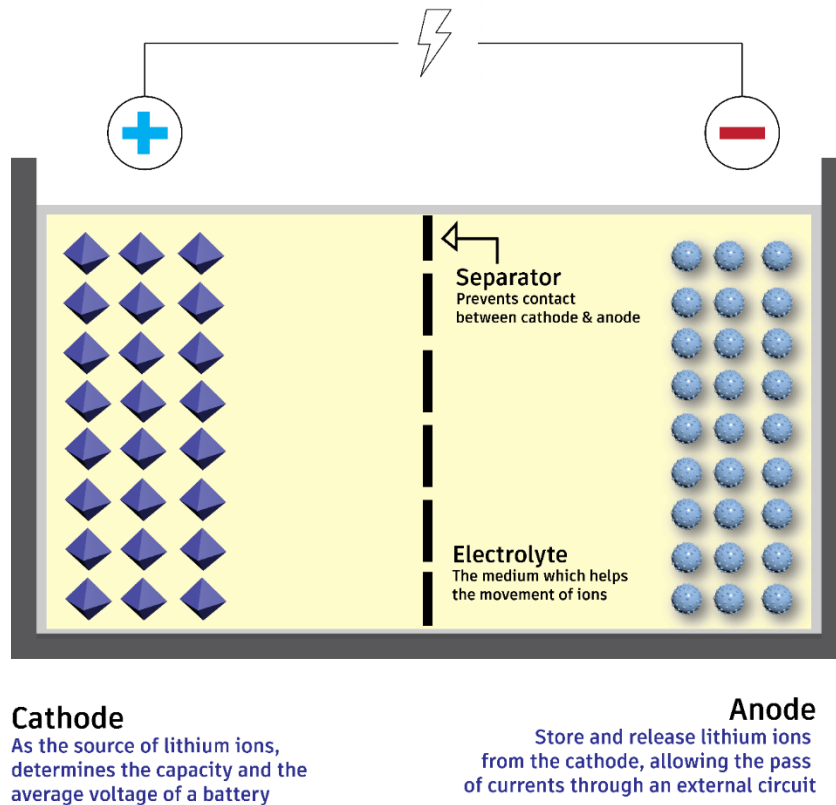 Separator
Prevents contact
between cathode & anode
Electrolyte
The medium which helps
the movement of ions
Cathode
As the source of lithium ions,
determines the capacity and the
average voltage of a battery
Anode
Store and release lithium ions
from the cathode, allowing the pass
of currents through an external circuit